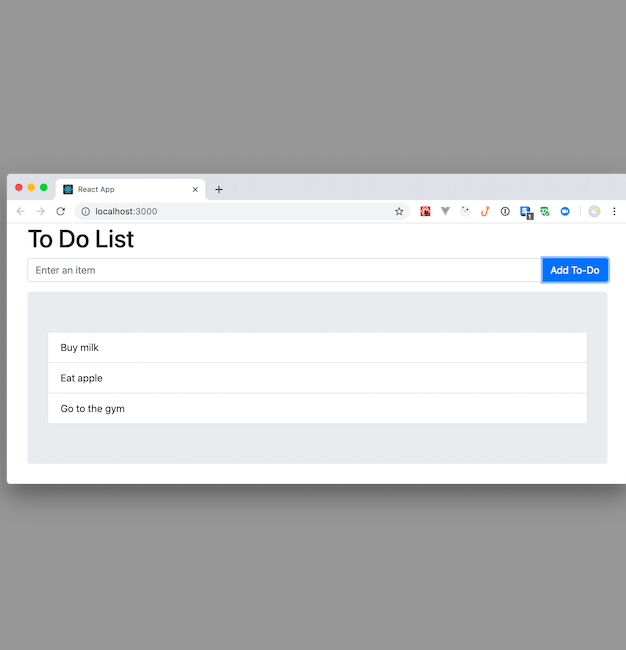 React App
localhost:3000
To Do List
Enter an item
Add To-Do
Buy milk
Eat apple
Go to the gym